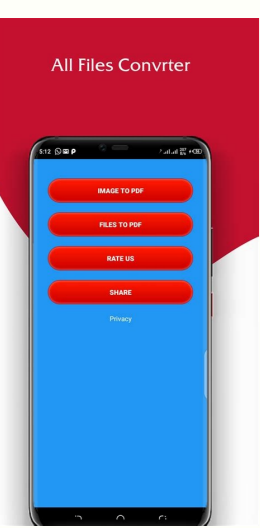 All Files Convrter
5:12
IMAGE TO PDF
FILES TO PDF
RATE US
SHARE
Privacy